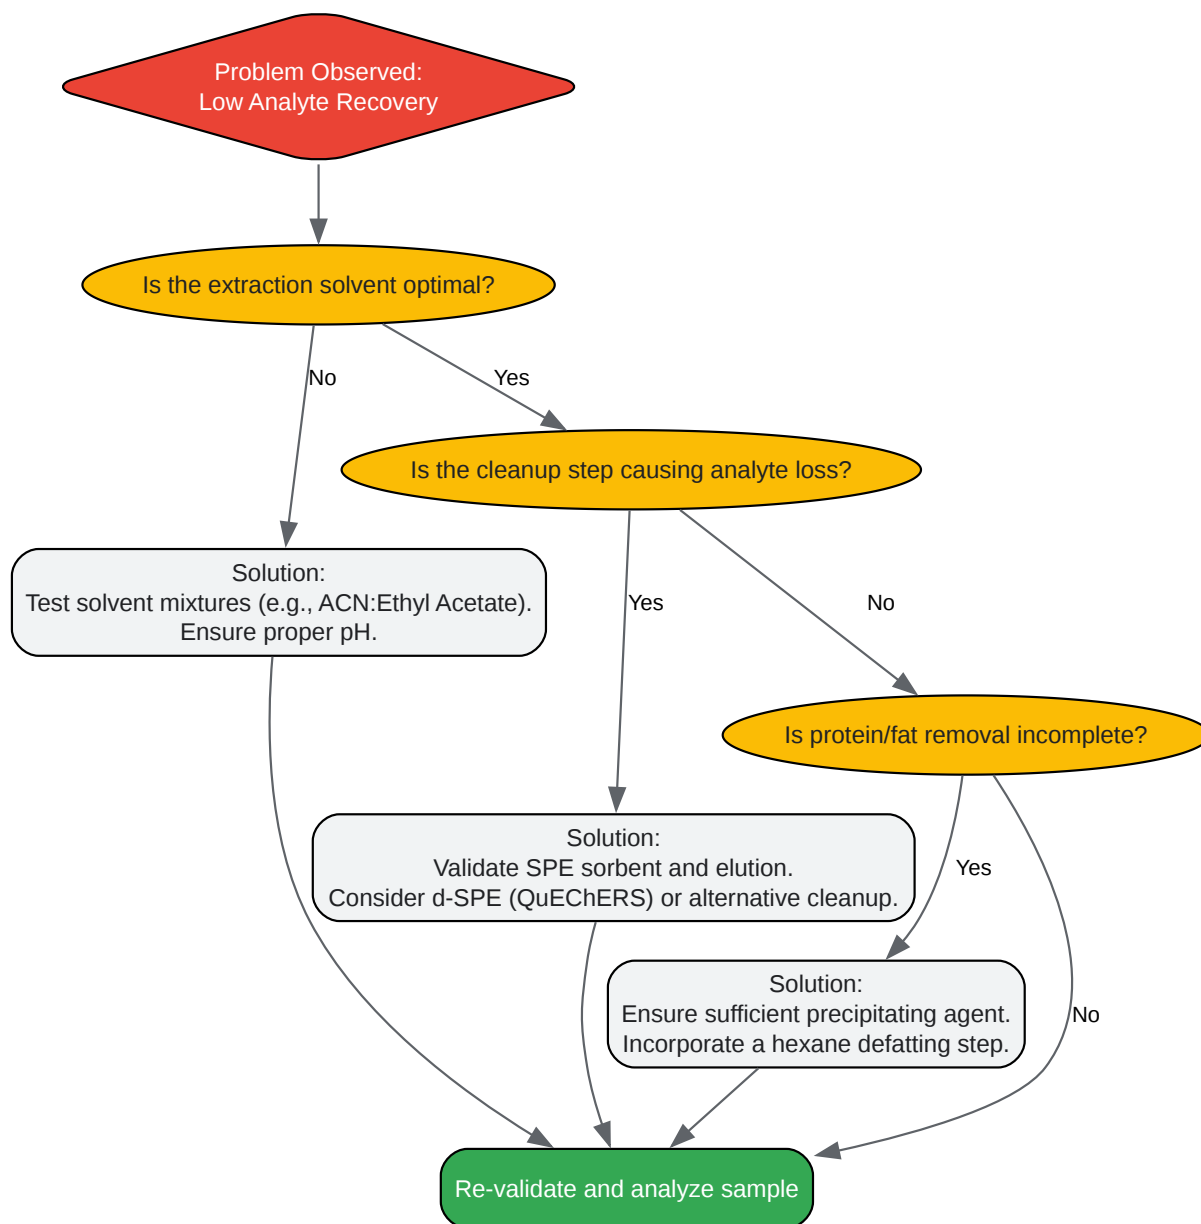 Problem Observed:
Low Analyte Recovery
Is the extraction solvent optimal?
No
Yes
Is the cleanup step causing analyte loss?
Solution:
Test solvent mixtures (e.g., ACN:Ethyl Acetate).
Ensure proper pH.
Yes
No
Is protein/fat removal incomplete?
Solution:
Validate SPE sorbent and elution.
Consider d-SPE (QuEChERS) or alternative cleanup.
Yes
No
Solution:
Ensure sufficient precipitating agent.
Incorporate a hexane defatting step.
Re-validate and analyze sample